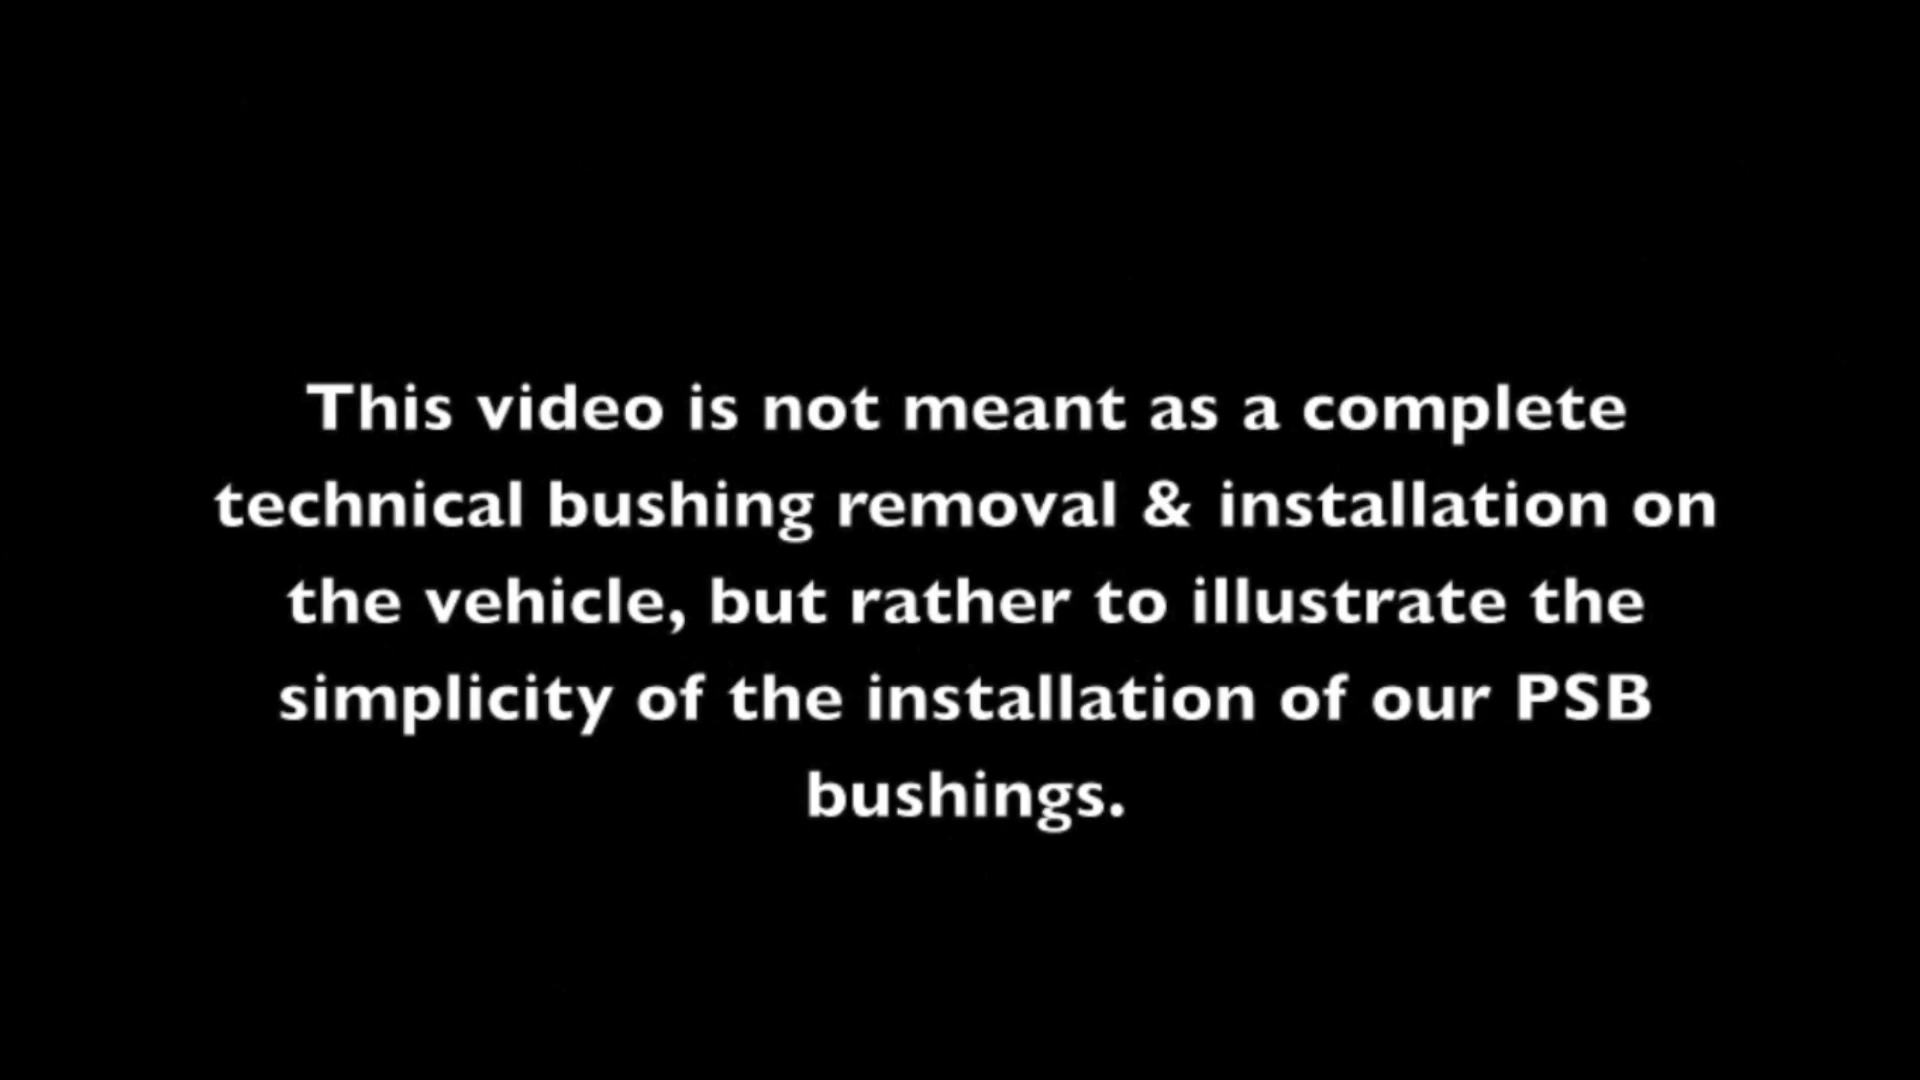 This video is not meant as a complete
technical bushing removal & installation on
the vehicle, but rather to illustrate the
simplicity of the installation of our PSB
bushings.